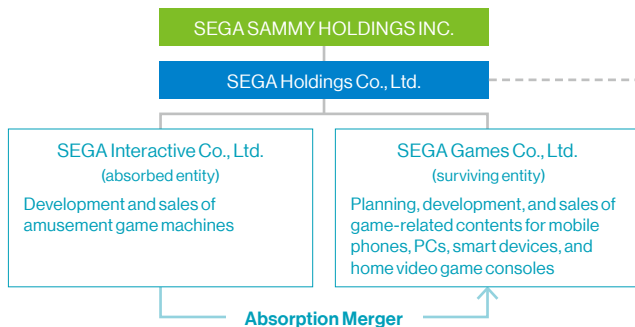 SEGA SAMMY HOLDINGS INC.
SEGA Holdings Co., Ltd.
SEGA Interactive Co., Ltd.
(absorbed entity)
Development and sales of
amusement game machines
SEGA Games Co., Ltd.
(surviving entity)
Planning, development, and sales of
game-related contents for mobile
phones, PCs, smart devices, and
home video game consoles
Absorption Merger